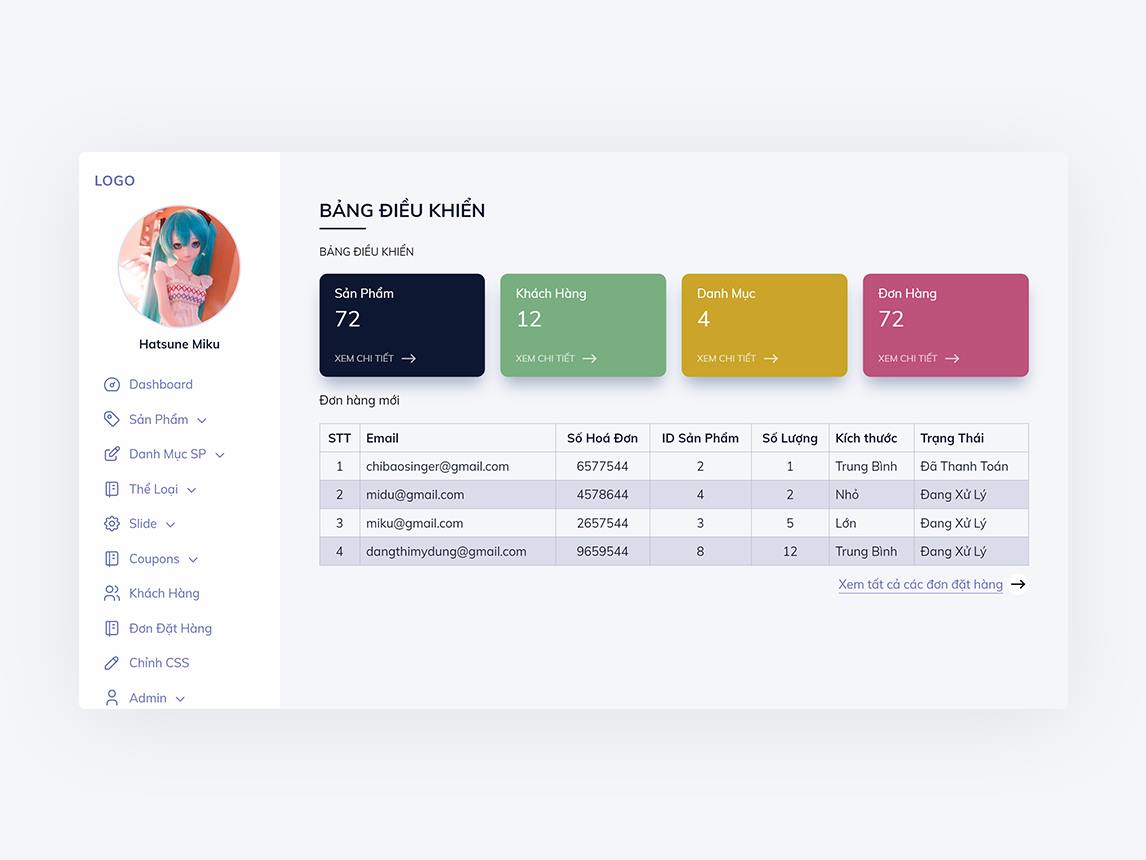 LOGO
Hatsune Miku
Dashboard
Sản Phẩm
Danh Mục SP
Thể Loại
Slide
Coupons
Khách Hàng
Đơn Đặt Hàng
Chỉnh CSS
Admin
BẢNG ĐIỀU KHIỂN
BẢNG ĐIỀU KHIỂN
Sản Phẩm
72
XEM CHI TIẾT
Khách Hàng
12
XEM CHI TIẾT
Danh Mục
4
XEM CHI TIẾT
Đơn Hàng
72
XEM CHI TIẾT
Đơn hàng mới
STT Email Số Hoá Đơn ID Sản Phẩm Số Lượng Kích thước Trạng Thái
1 chibaosinger@gmail.com 6577544 2 1 Trung Bình Đã Thanh Toán
2 midu@gmail.com 4578644 4 2 Nhỏ Đang Xử Lý
3 miku@gmail.com 2657544 3 5 Lớn Đang Xử Lý
4 dangthimydung@gmail.com 9659544 8 12 Trung Bình Đang Xử Lý
Xem tất cả các đơn đặt hàng